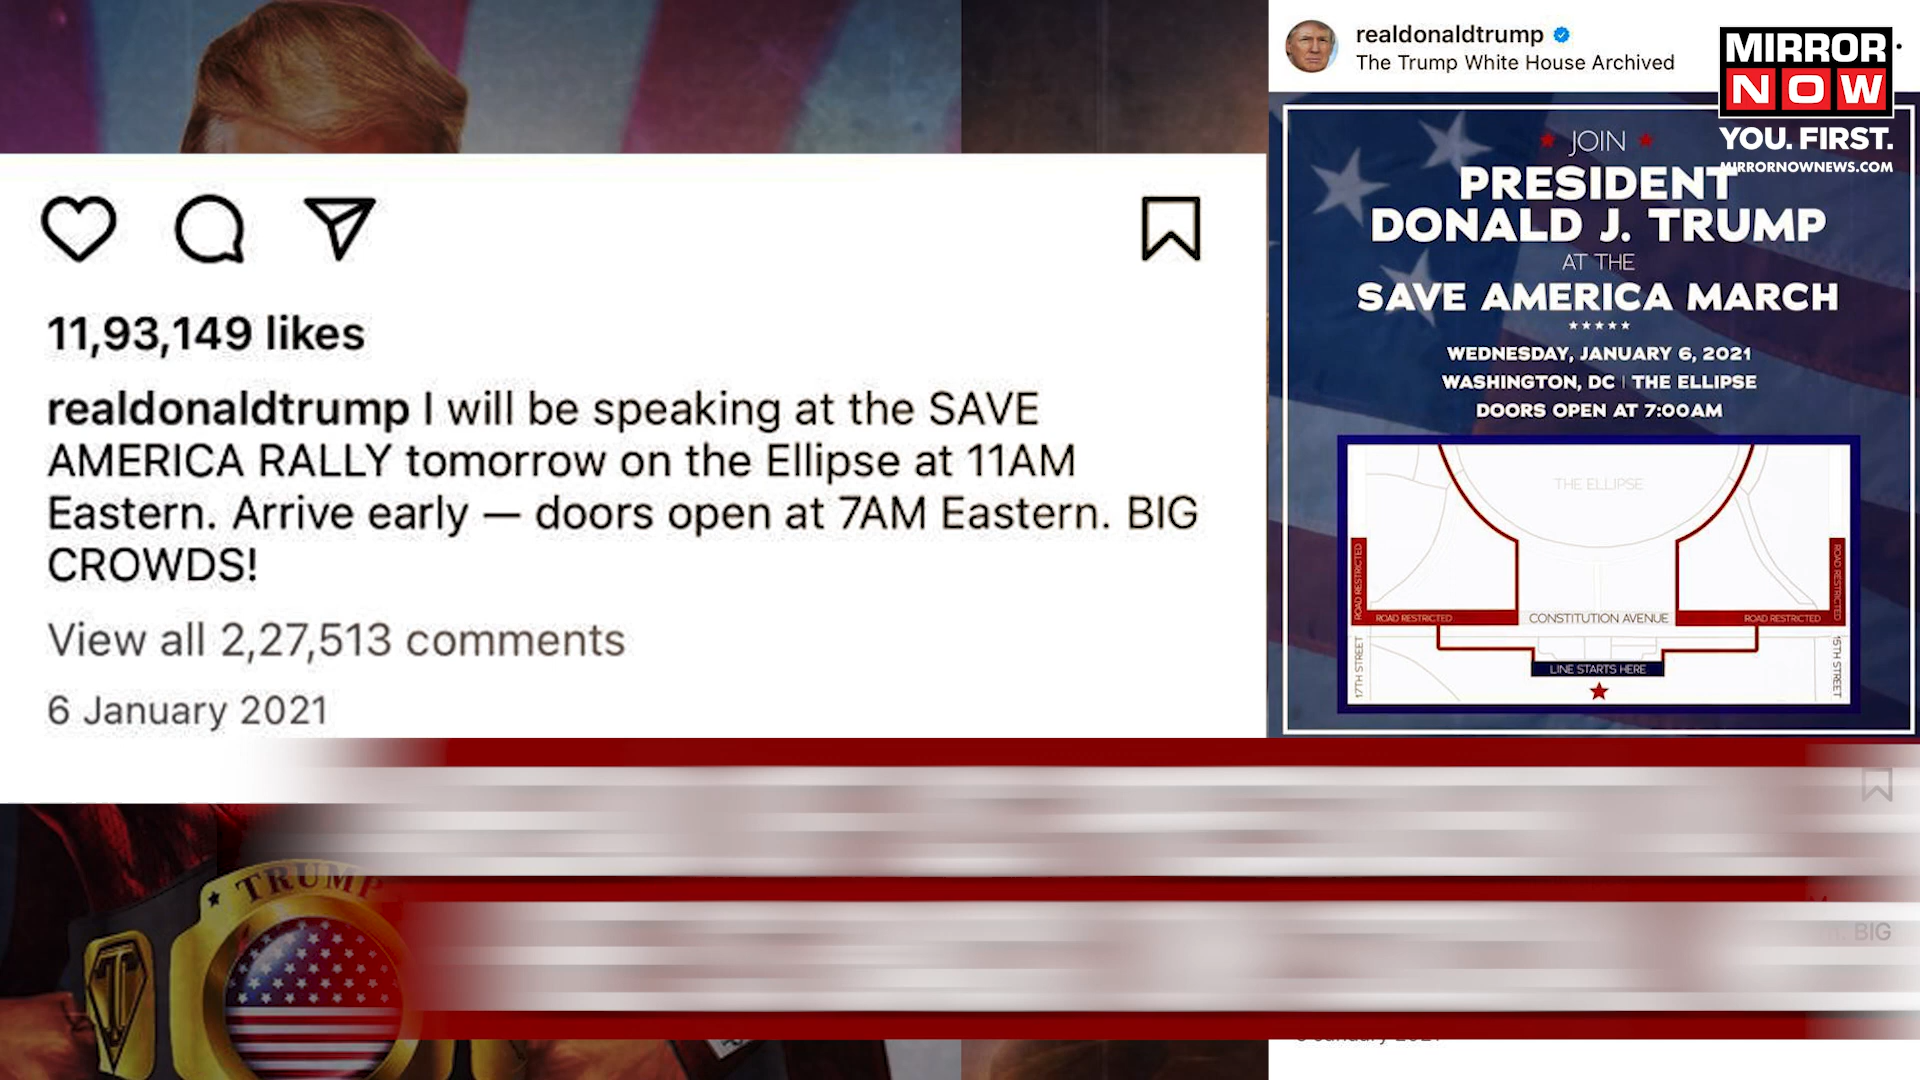 11,93,149 likes
realdonaldtrump I will be speaking at the SAVE
AMERICA RALLY tomorrow on the Ellipse at 11AM
Eastern. Arrive early — doors open at 7AM Eastern. BIG
CROWDS!
View all 2,27,513 comments
6 January 2021
TRUMP
T
realdonaldtrump
The Trump White House Archived
MIRROR
NOW
YOU. FIRST.
MIRRORNOWNEWS.COM
JOIN
PRESIDENT
DONALD J. TRUMP
AT THE
SAVE AMERICA MARCH
WEDNESDAY, JANUARY 6, 2021
WASHINGTON, DC | THE ELLIPSE
DOORS OPEN AT 7:00AM
THE ELLIPSE
ROAD RESTRICTED
ROAD RESTRICTED
ROAD RESTRICTED
CONSTITUTION AVENUE
ROAD RESTRICTED
17TH STREET
LINE STARTS HERE
15TH STREET
BIG